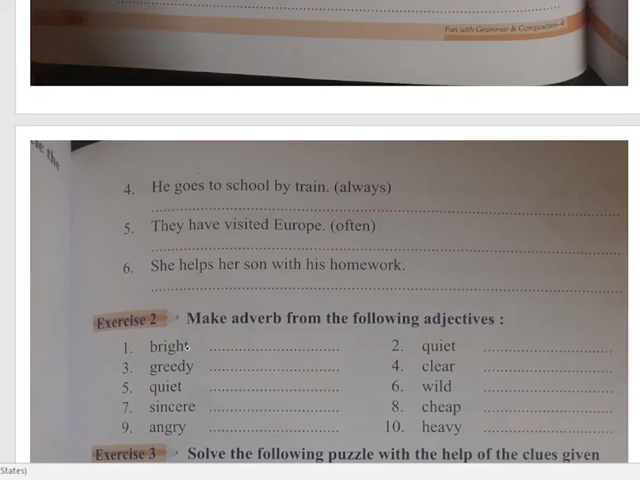 Fun with Grammar & Composition-4
4. He goes to school by train. (always)
5. They have visited Europe. (often)
6. She helps her son with his homework.
Exercise 2 Make adverb from the following adjectives :
1. bright 2. quiet
3. greedy 4. clear
5. quiet 6. wild
7. sincere 8. cheap
9. angry 10. heavy
Exercise 3 Solve the following puzzle with the help of the clues given
States)